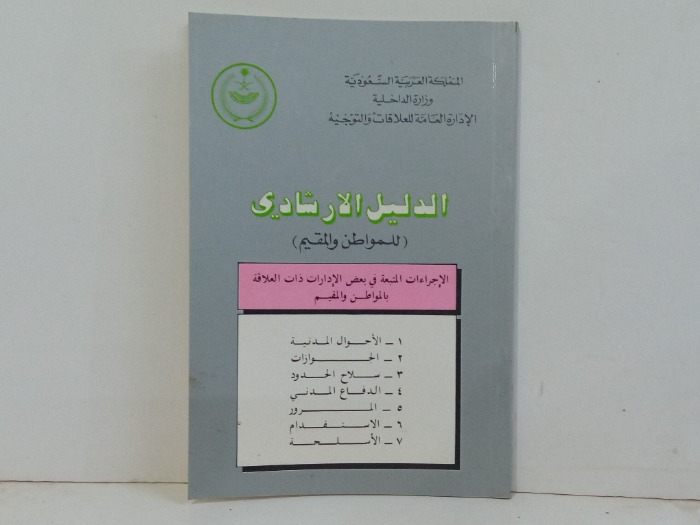 المملكة العربية السعودية
وزارة الداخلية
الإدارة العامة للعلاقات والتوجيه
الدليل الارشادي
(للمواطن والمقيم)
الإجراءات المتبعة في بعض الإدارات ذات العلاقة
بالمواطن والمقيم
١ - الأحوال المدنية
٢ - الجوازات
٣ - سلاح الحدود
٤ - الدفاع المدني
٥ - المرور
٦ - الاستقدام
٧ - الأسلحة